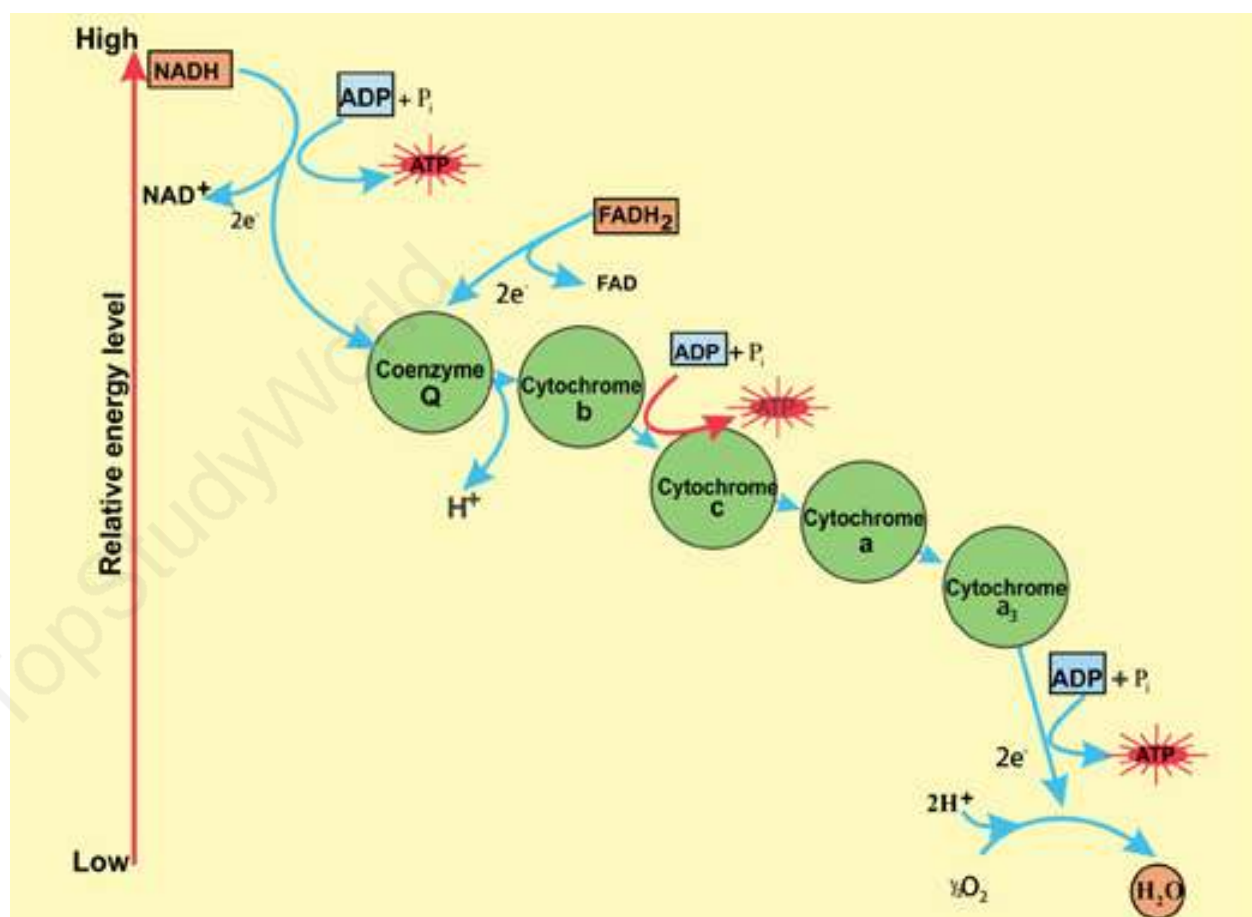 High
NADH
ADP + Pi
ATP
NAD+
2e-
FADH2
FAD
2e-
Coenzyme
Q
Cytochrome
b
ADP + Pi
ATP
H+
Cytochrome
c
Cytochrome
a
Cytochrome
a3
ADP + Pi
ATP
2e-
2H+
½O2
H2O
Relative energy level
Low
TopStudyWorld